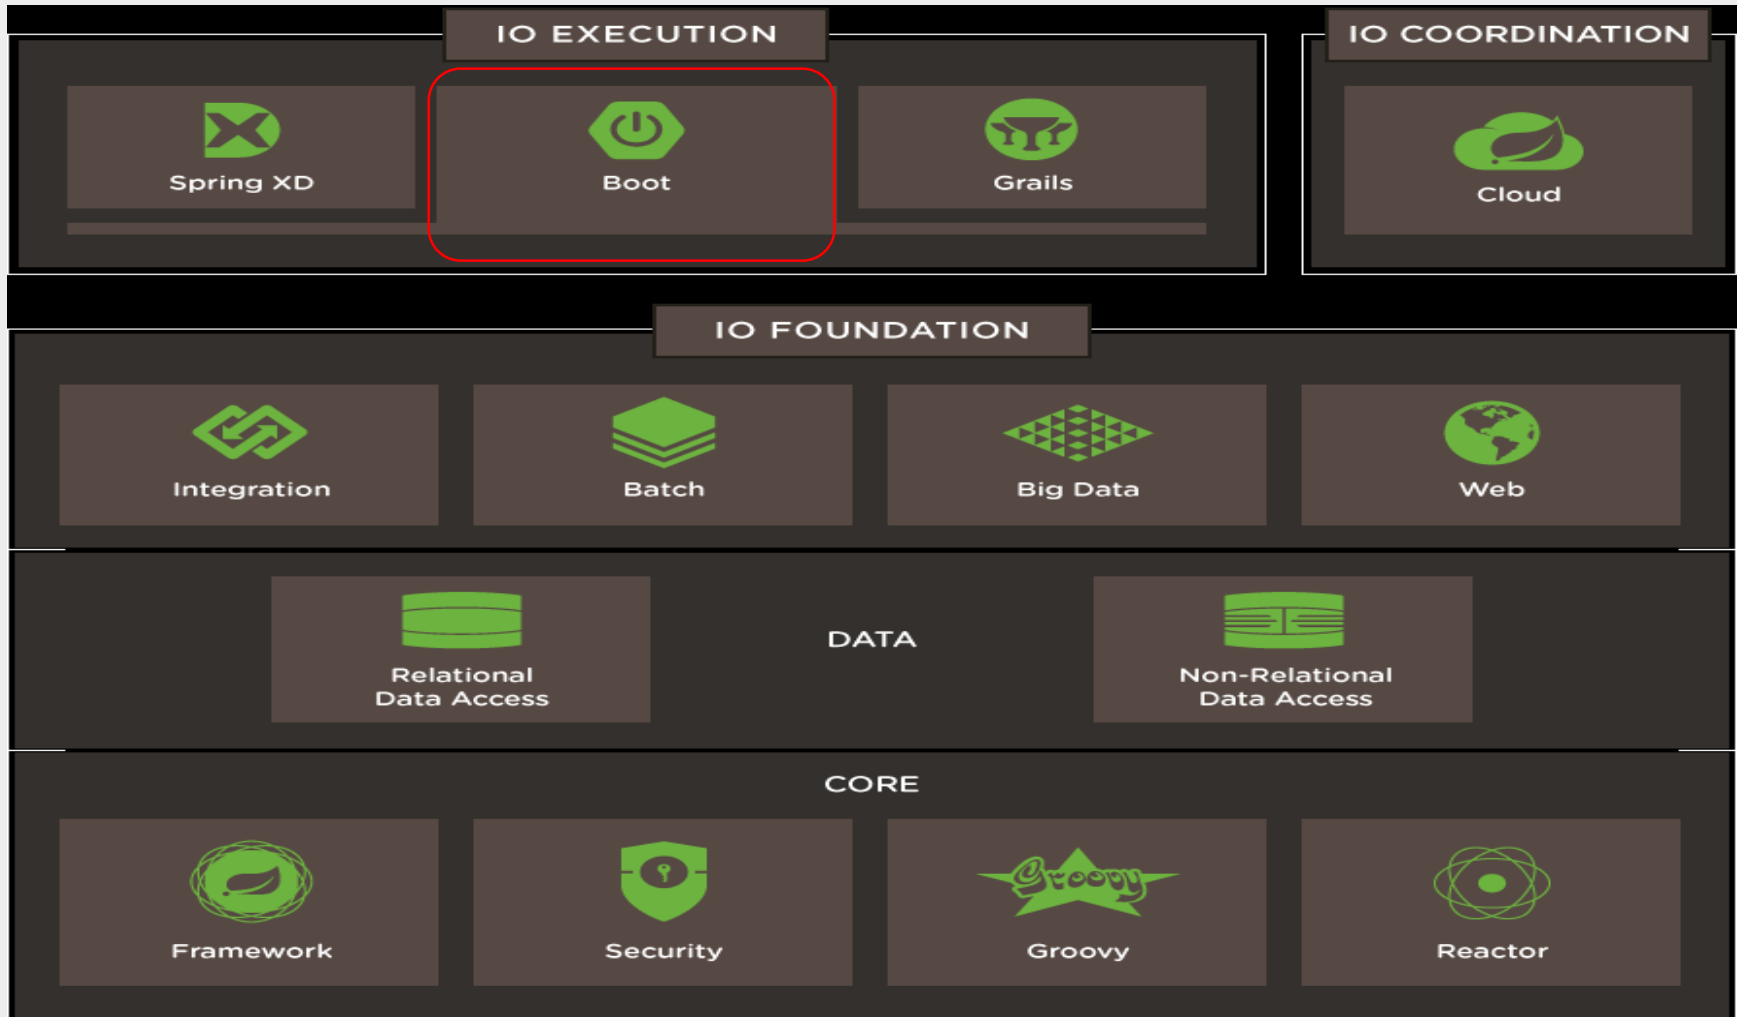 IO EXECUTION
IO COORDINATION
Spring XD
Boot
Grails
Cloud
IO FOUNDATION
Integration
Batch
Big Data
Web
Relational
Data Access
DATA
Non-Relational
Data Access
CORE
Groovy
Framework
Security
Groovy
Reactor